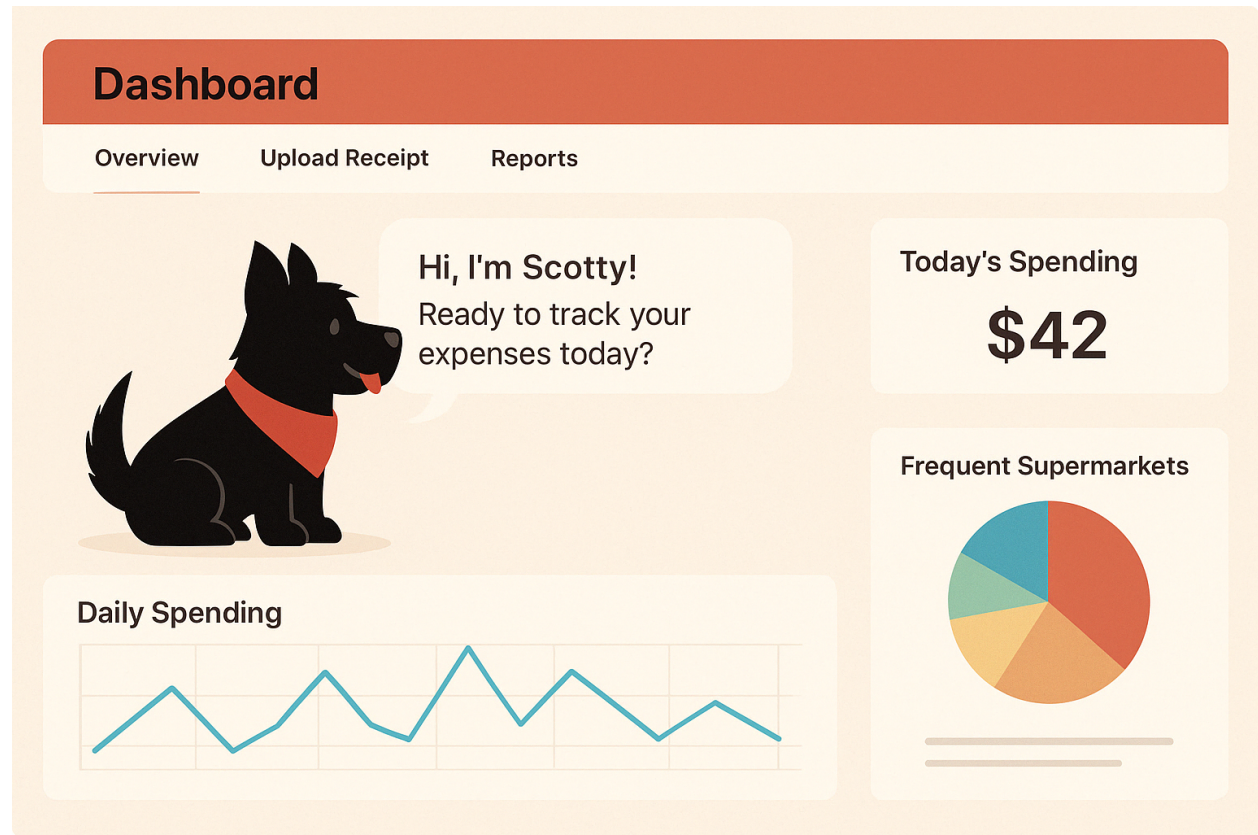 Dashboard
Overview Upload Receipt Reports
Hi, I'm Scotty!
Ready to track your
expenses today?
Today's Spending
$42
Frequent Supermarkets
Daily Spending